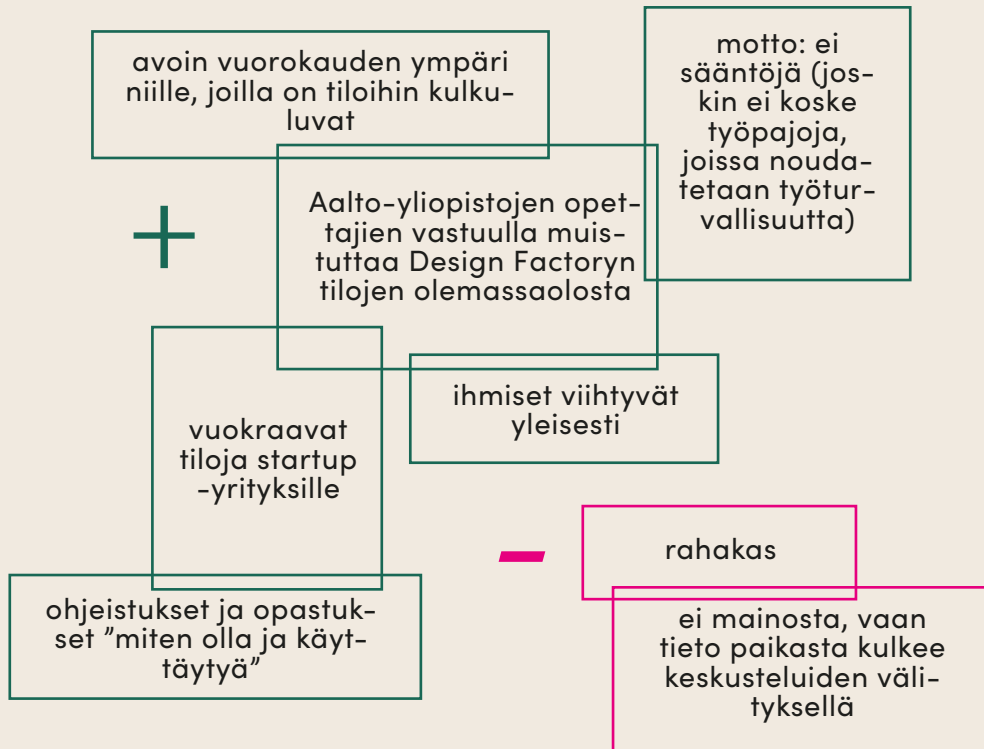 avoin vuorokauden ympäri
niille, joilla on tiloihin kulku-
luvat
motto: ei
sääntöjä (jos-
kin ei koske
työpajoja,
joissa nouda-
tetaan työtur-
vallisuutta)
+
Aalto-yliopistojen opet-
tajien vastuulla muis-
tuttaa Design Factoryn
tilojen olemassaolosta
ihmiset viihtyvät
yleisesti
vuokraavat
tiloja startup
-yrityksille
ohjeistukset ja opastuk-
set ”miten olla ja käyt-
täytyä”
-
rahakas
ei mainosta, vaan
tieto paikasta kulkee
keskusteluiden väli-
tyksellä